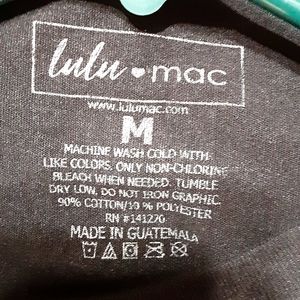 lulu ♥ mac
www.lulumac.com
M
MACHINE WASH COLD WITH
LIKE COLORS, ONLY NON-CHLORINE
BLEACH WHEN NEEDED. TUMBLE
DRY LOW, DO NOT IRON GRAPHIC.
90% COTTON/10 % POLYESTER
RN #141270
MADE IN GUATEMALA